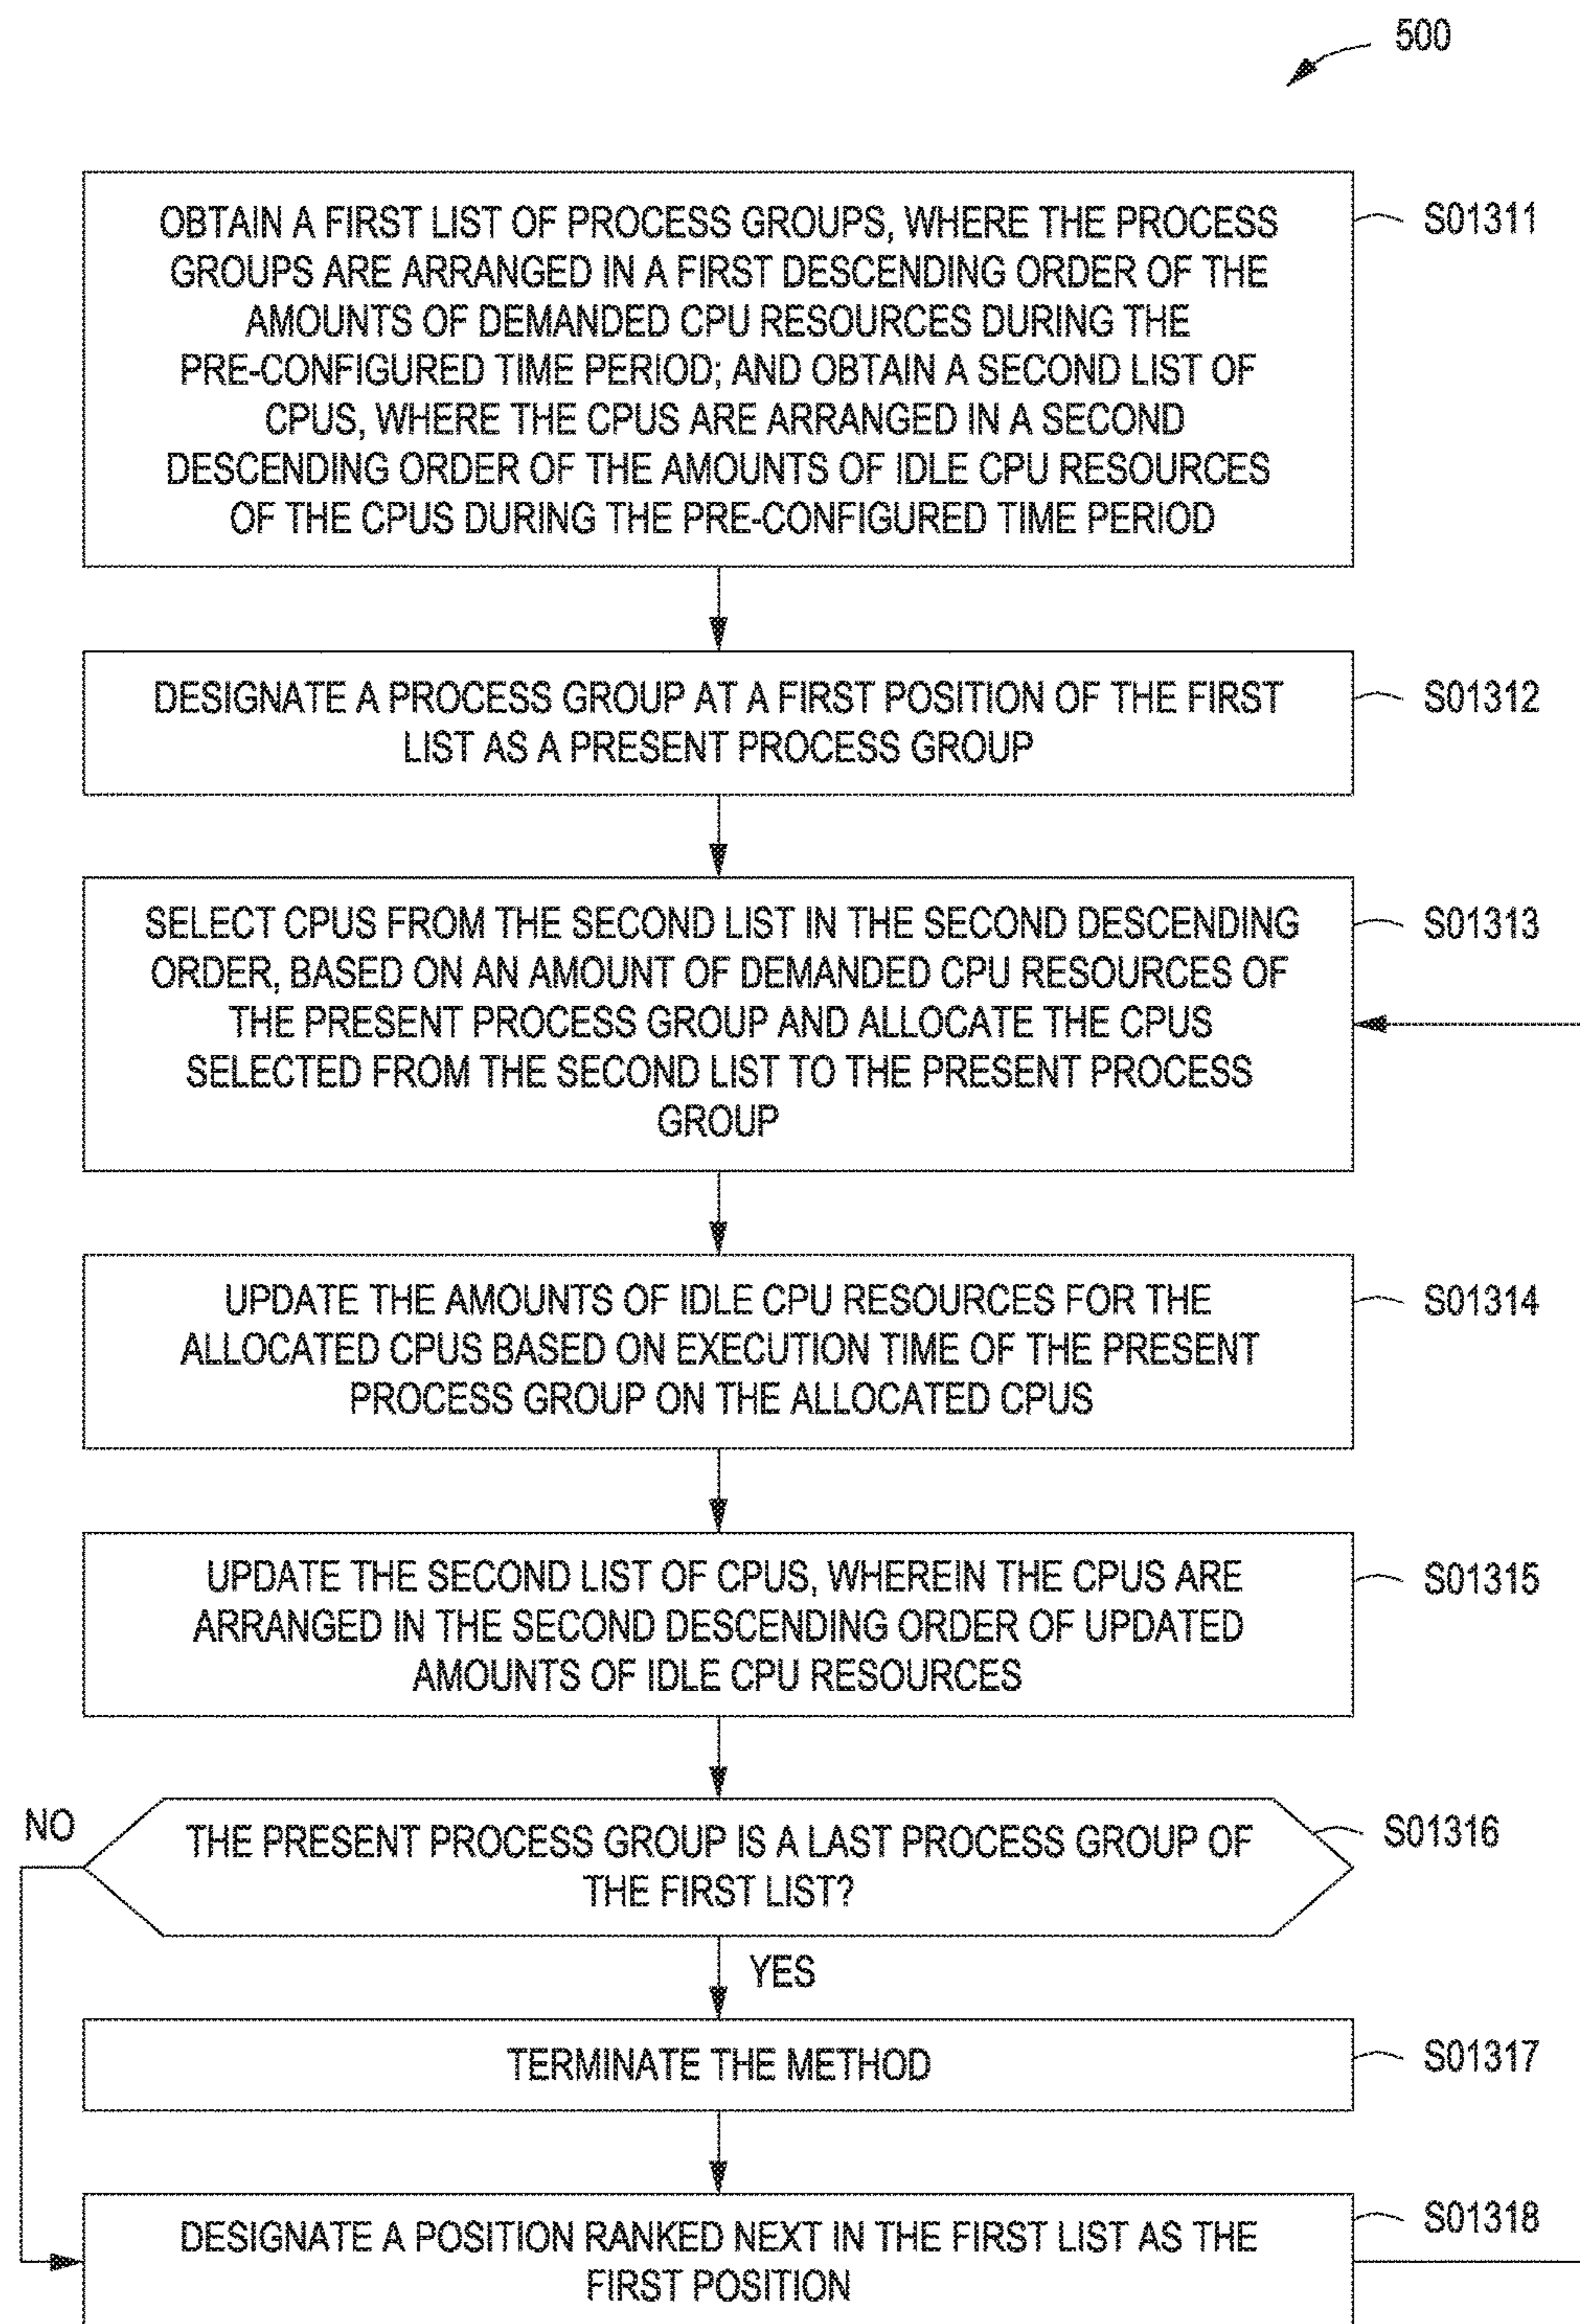 500
OBTAIN A FIRST LIST OF PROCESS GROUPS, WHERE THE PROCESS
GROUPS ARE ARRANGED IN A FIRST DESCENDING ORDER OF THE
AMOUNTS OF DEMANDED CPU RESOURCES DURING THE
PRE-CONFIGURED TIME PERIOD; AND OBTAIN A SECOND LIST OF
CPUS, WHERE THE CPUS ARE ARRANGED IN A SECOND
DESCENDING ORDER OF THE AMOUNTS OF IDLE CPU RESOURCES
OF THE CPUS DURING THE PRE-CONFIGURED TIME PERIOD
S01311
DESIGNATE A PROCESS GROUP AT A FIRST POSITION OF THE FIRST
LIST AS A PRESENT PROCESS GROUP
S01312
SELECT CPUS FROM THE SECOND LIST IN THE SECOND DESCENDING
ORDER, BASED ON AN AMOUNT OF DEMANDED CPU RESOURCES OF
THE PRESENT PROCESS GROUP AND ALLOCATE THE CPUS
SELECTED FROM THE SECOND LIST TO THE PRESENT PROCESS
GROUP
S01313
UPDATE THE AMOUNTS OF IDLE CPU RESOURCES FOR THE
ALLOCATED CPUS BASED ON EXECUTION TIME OF THE PRESENT
PROCESS GROUP ON THE ALLOCATED CPUS
S01314
UPDATE THE SECOND LIST OF CPUS, WHEREIN THE CPUS ARE
ARRANGED IN THE SECOND DESCENDING ORDER OF UPDATED
AMOUNTS OF IDLE CPU RESOURCES
S01315
NO
THE PRESENT PROCESS GROUP IS A LAST PROCESS GROUP OF
THE FIRST LIST?
S01316
YES
TERMINATE THE METHOD
S01317
DESIGNATE A POSITION RANKED NEXT IN THE FIRST LIST AS THE
FIRST POSITION
S01318